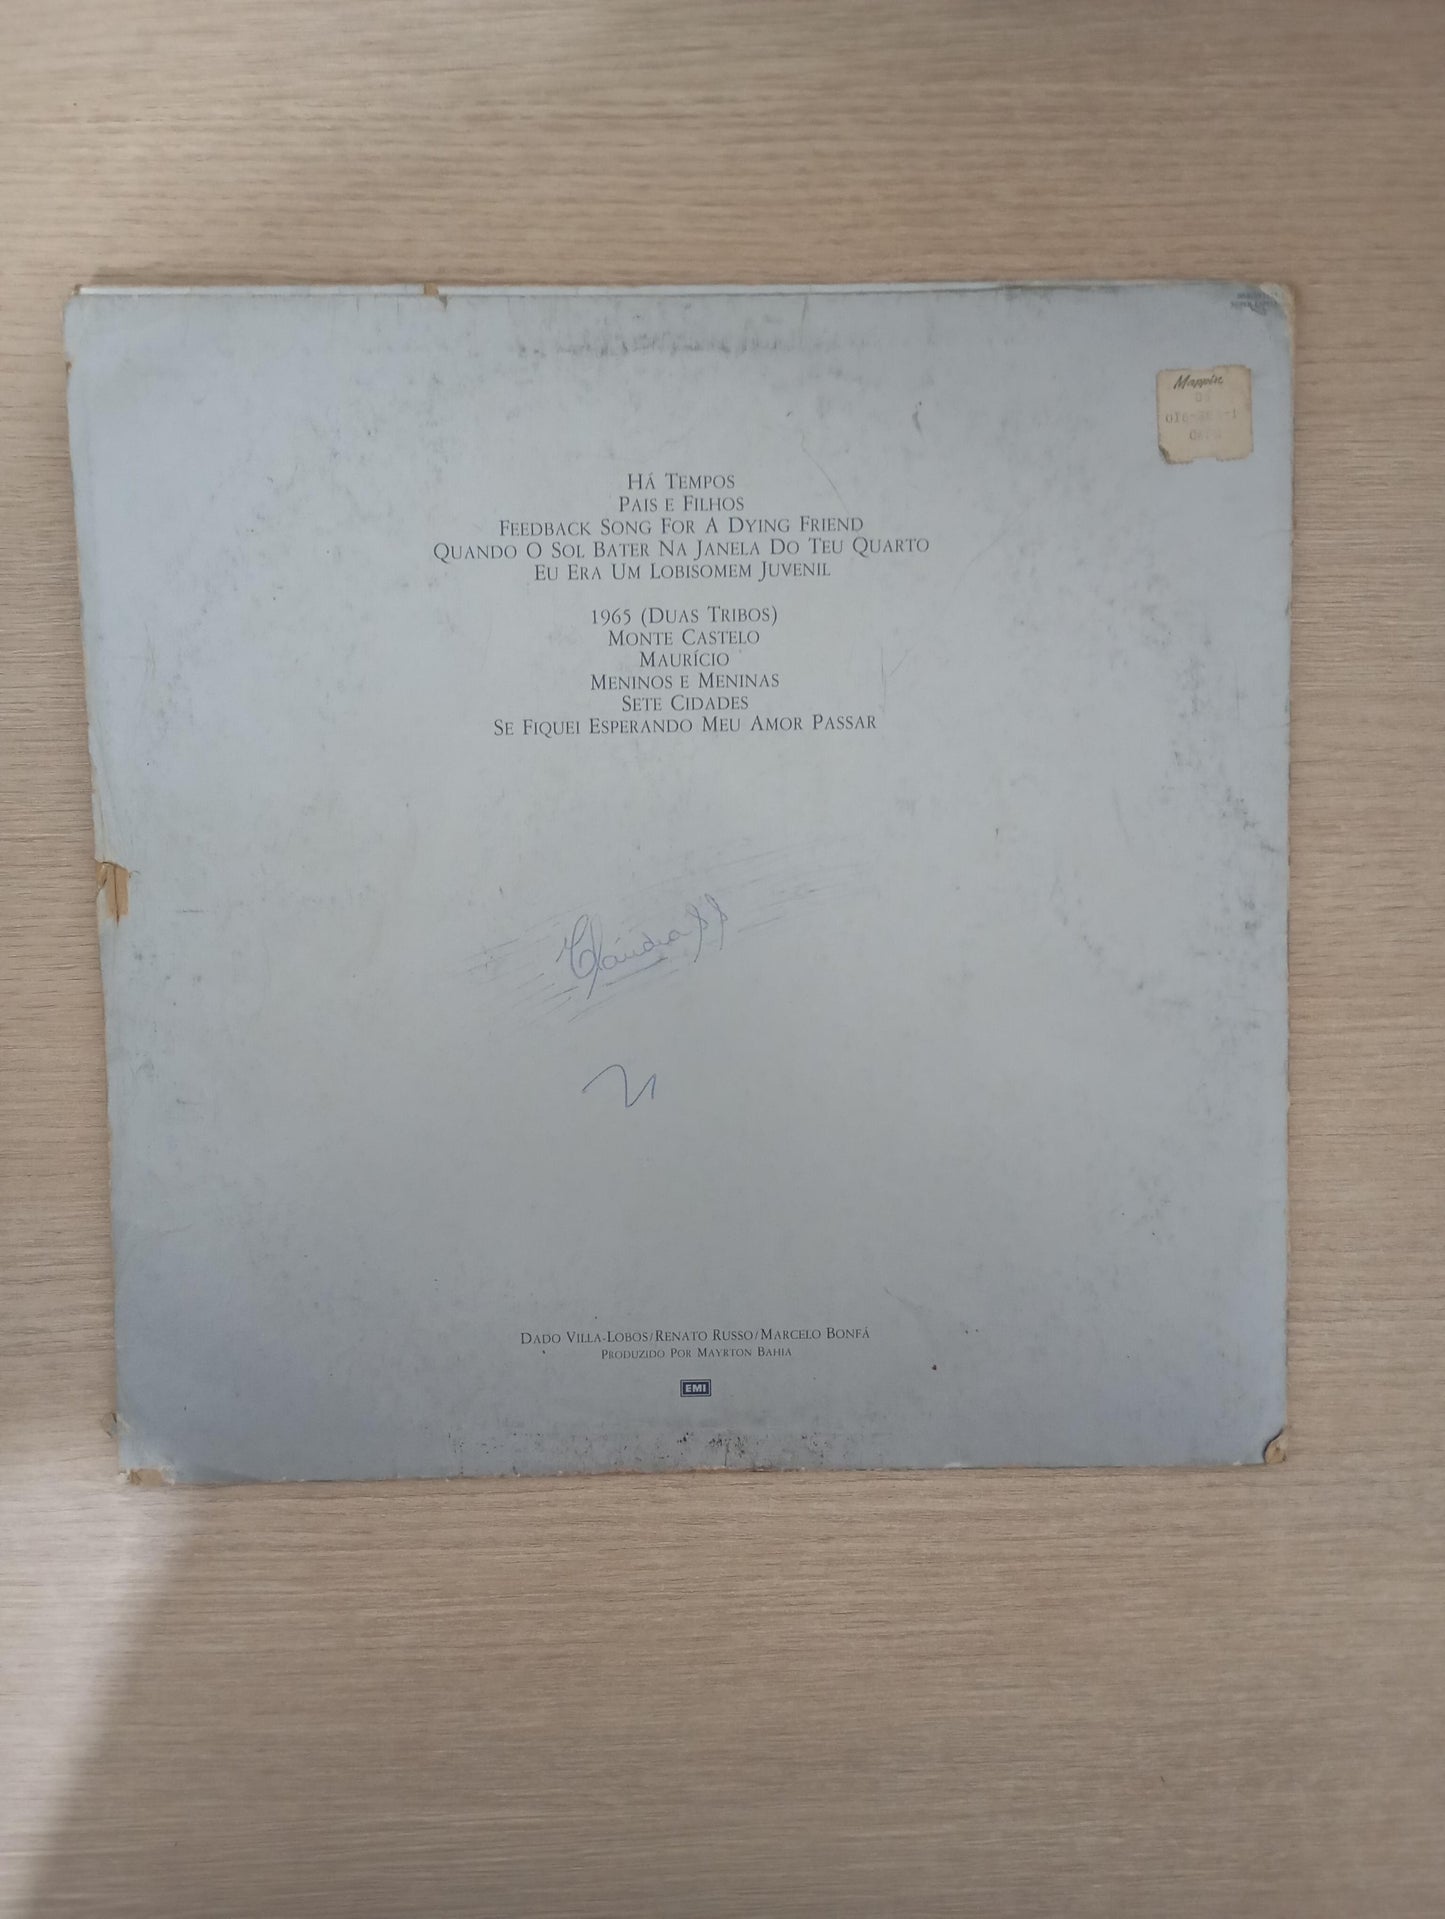 Mappin
HÁ TEMPOS
PAIS E FILHOS
FEEDBACK SONG FOR A DYING FRIEND
QUANDO O SOL BATER NA JANELA DO TEU QUARTO
EU ERA UM LOBISOMEM JUVENIL
1965 (DUAS TRIBOS)
MONTE CASTELO
MAURÍCIO
MENINOS E MENINAS
SETE CIDADES
SE FIQUEI ESPERANDO MEU AMOR PASSAR
Cláudia
DADO VILLA-LOBOS/RENATO RUSSO/MARCELO BONFÁ
PRODUZIDO POR MAYRTON BAHIA
EMI